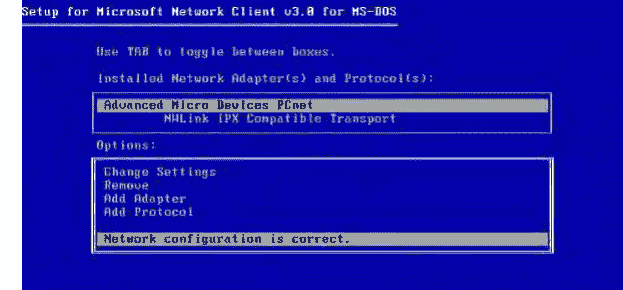 Setup for Microsoft Network Client v3.0 for MS-DOS
Use TAB to toggle between boxes.
Installed Network Adapter(s) and Protocol(s):
Advanced Micro Devices PCnet
NWLink IPX Compatible Transport
Options:
Change Settings
Remove
Add Adapter
Add Protocol
Network configuration is correct.